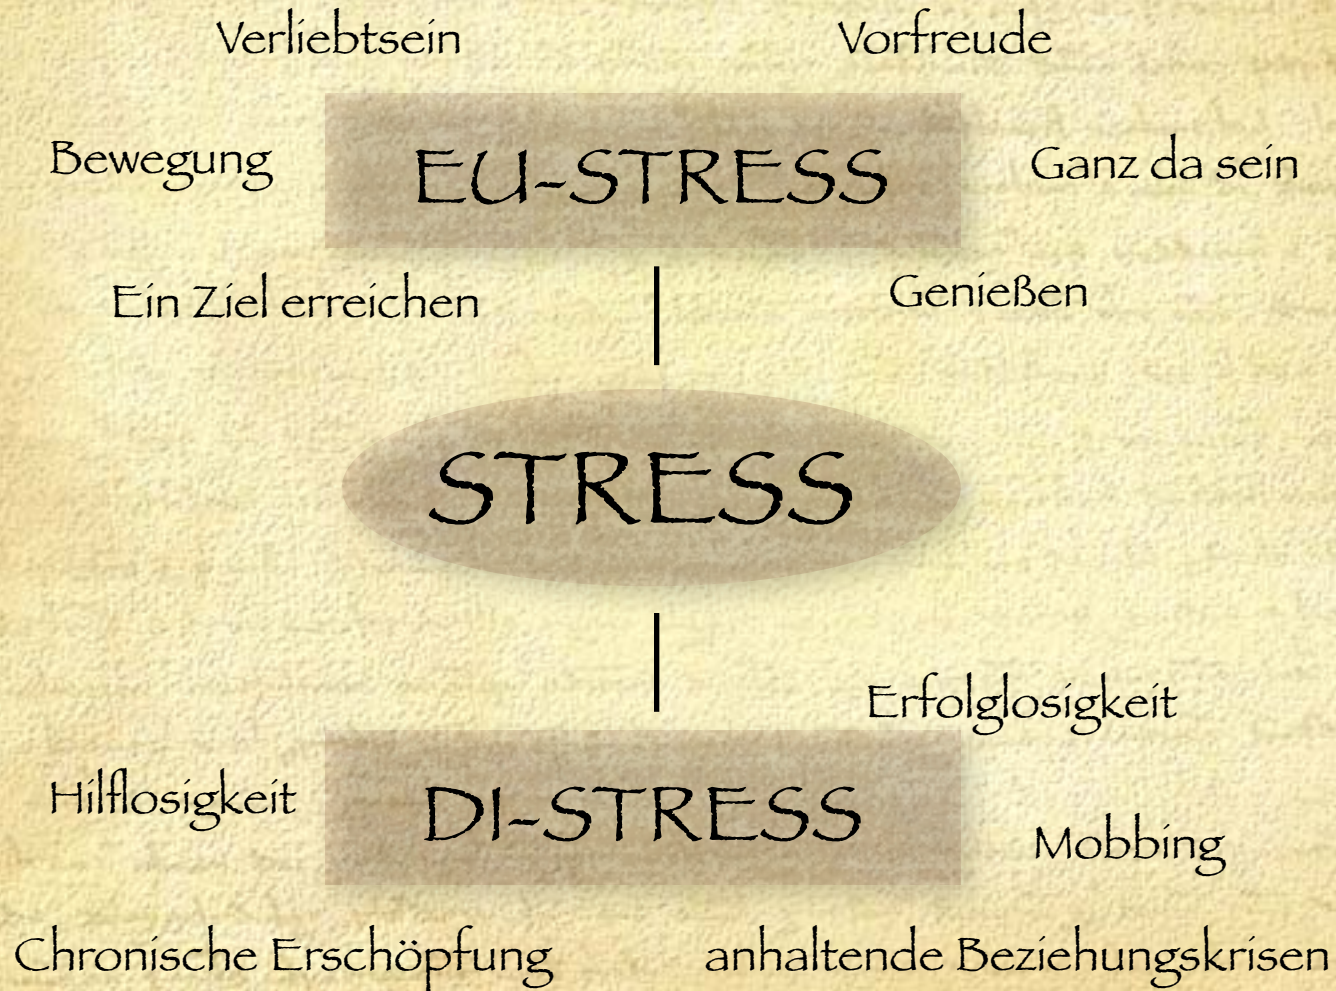 Verliebtsein
Vorfreude
Bewegung
EU-STRESS
Ganz da sein
Ein Ziel erreichen
Genießen
STRESS
Erfolglosigkeit
Hilflosigkeit
DI-STRESS
Mobbing
Chronische Erschöpfung
anhaltende Beziehungskrisen